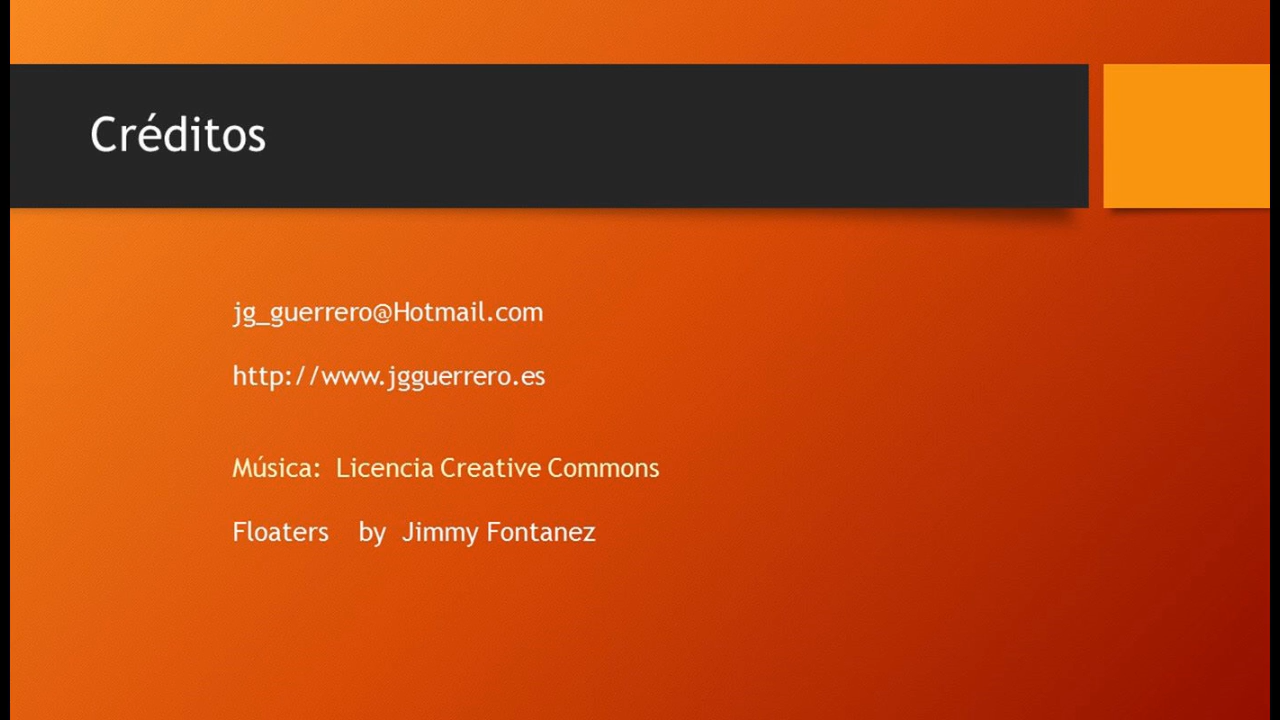 Créditos
jg_guerrero@Hotmail.com
http://www.jgguerrero.es
Música: Licencia Creative Commons
Floaters by Jimmy Fontanez